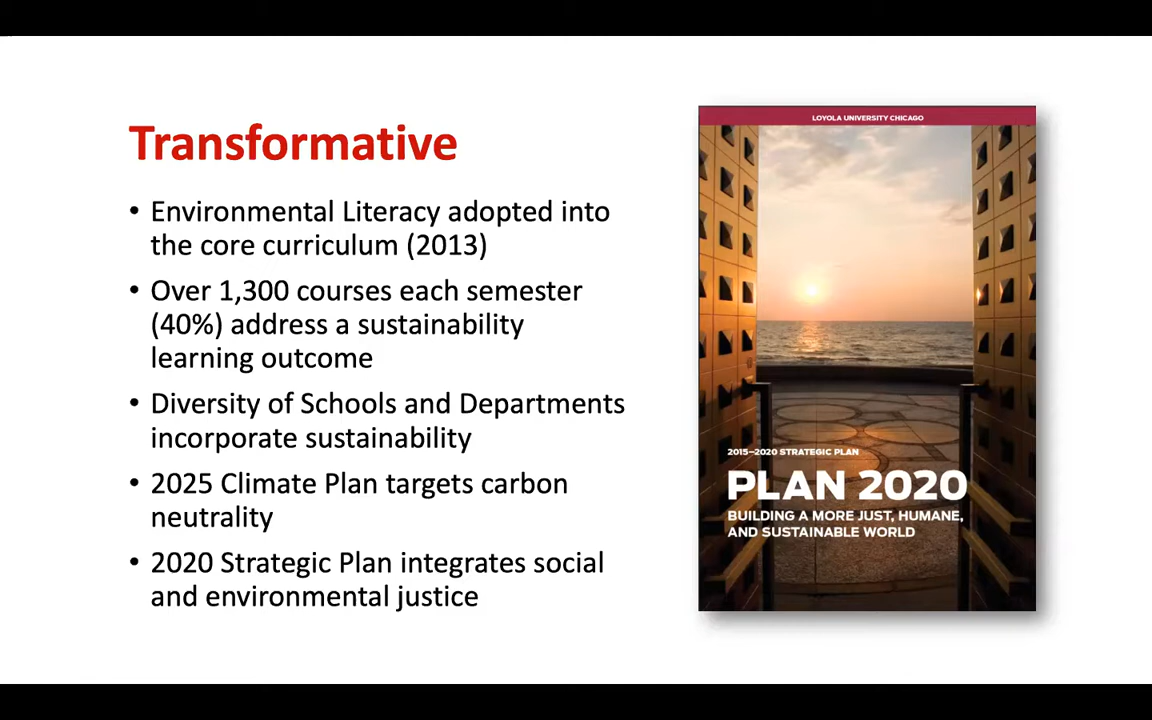 Transformative
• Environmental Literacy adopted into
the core curriculum (2013)
• Over 1,300 courses each semester
(40%) address a sustainability
learning outcome
• Diversity of Schools and Departments
incorporate sustainability
• 2025 Climate Plan targets carbon
neutrality
• 2020 Strategic Plan integrates social
and environmental justice
LOYOLA UNIVERSITY CHICAGO
2015–2020 STRATEGIC PLAN
PLAN 2020
BUILDING A MORE JUST, HUMANE,
AND SUSTAINABLE WORLD